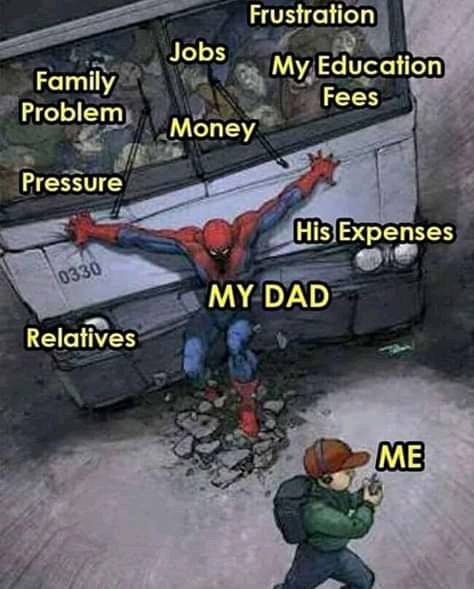 Frustration
Jobs
My Education
Fees
Family
Problem
Money
Pressure
His Expenses
0330
MY DAD
Relatives
ME